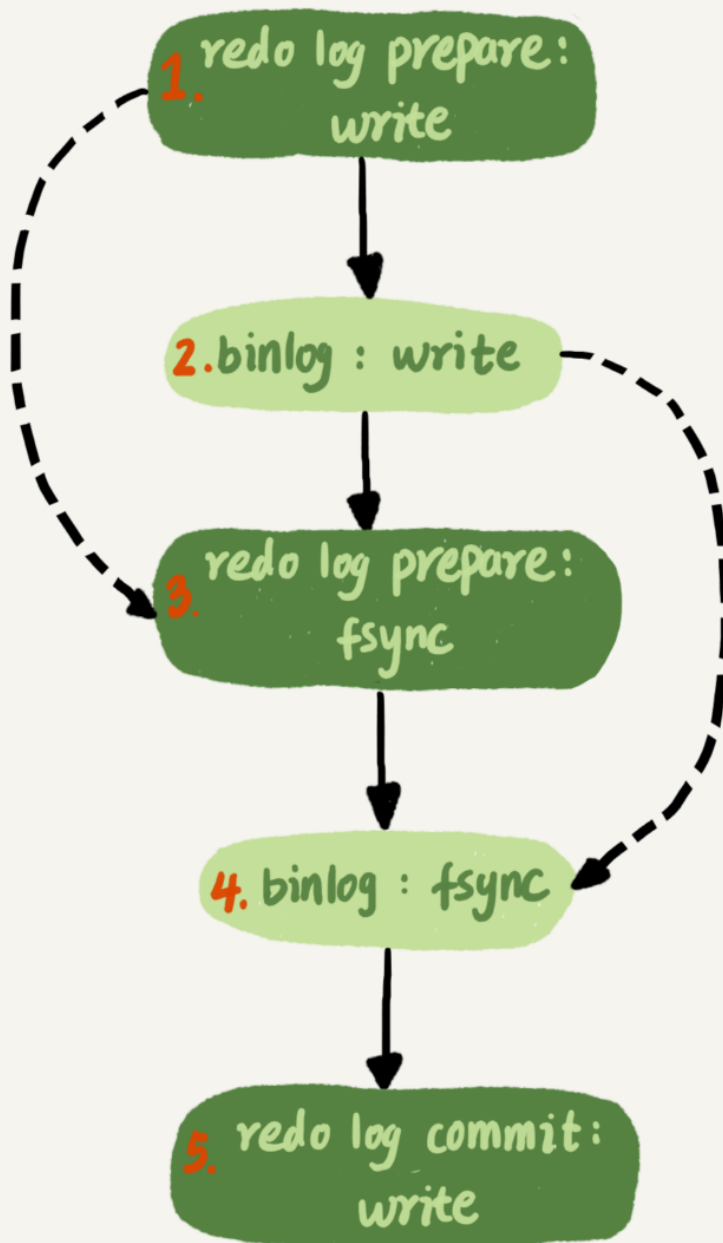 1. redo log prepare:
write
2. binlog : write
3. redo log prepare:
fsync
4. binlog : fsync
5. redo log commit:
write